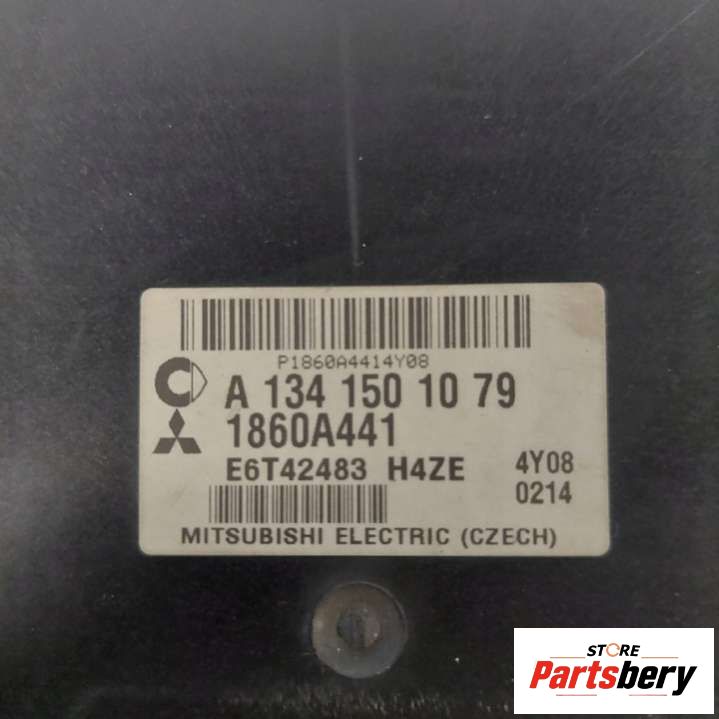 P1860A4414Y08
A 134 150 10 79
1860A441
E6T42483 H4ZE 4Y08
0214
MITSUBISHI ELECTRIC (CZECH)
STORE
Partsbery